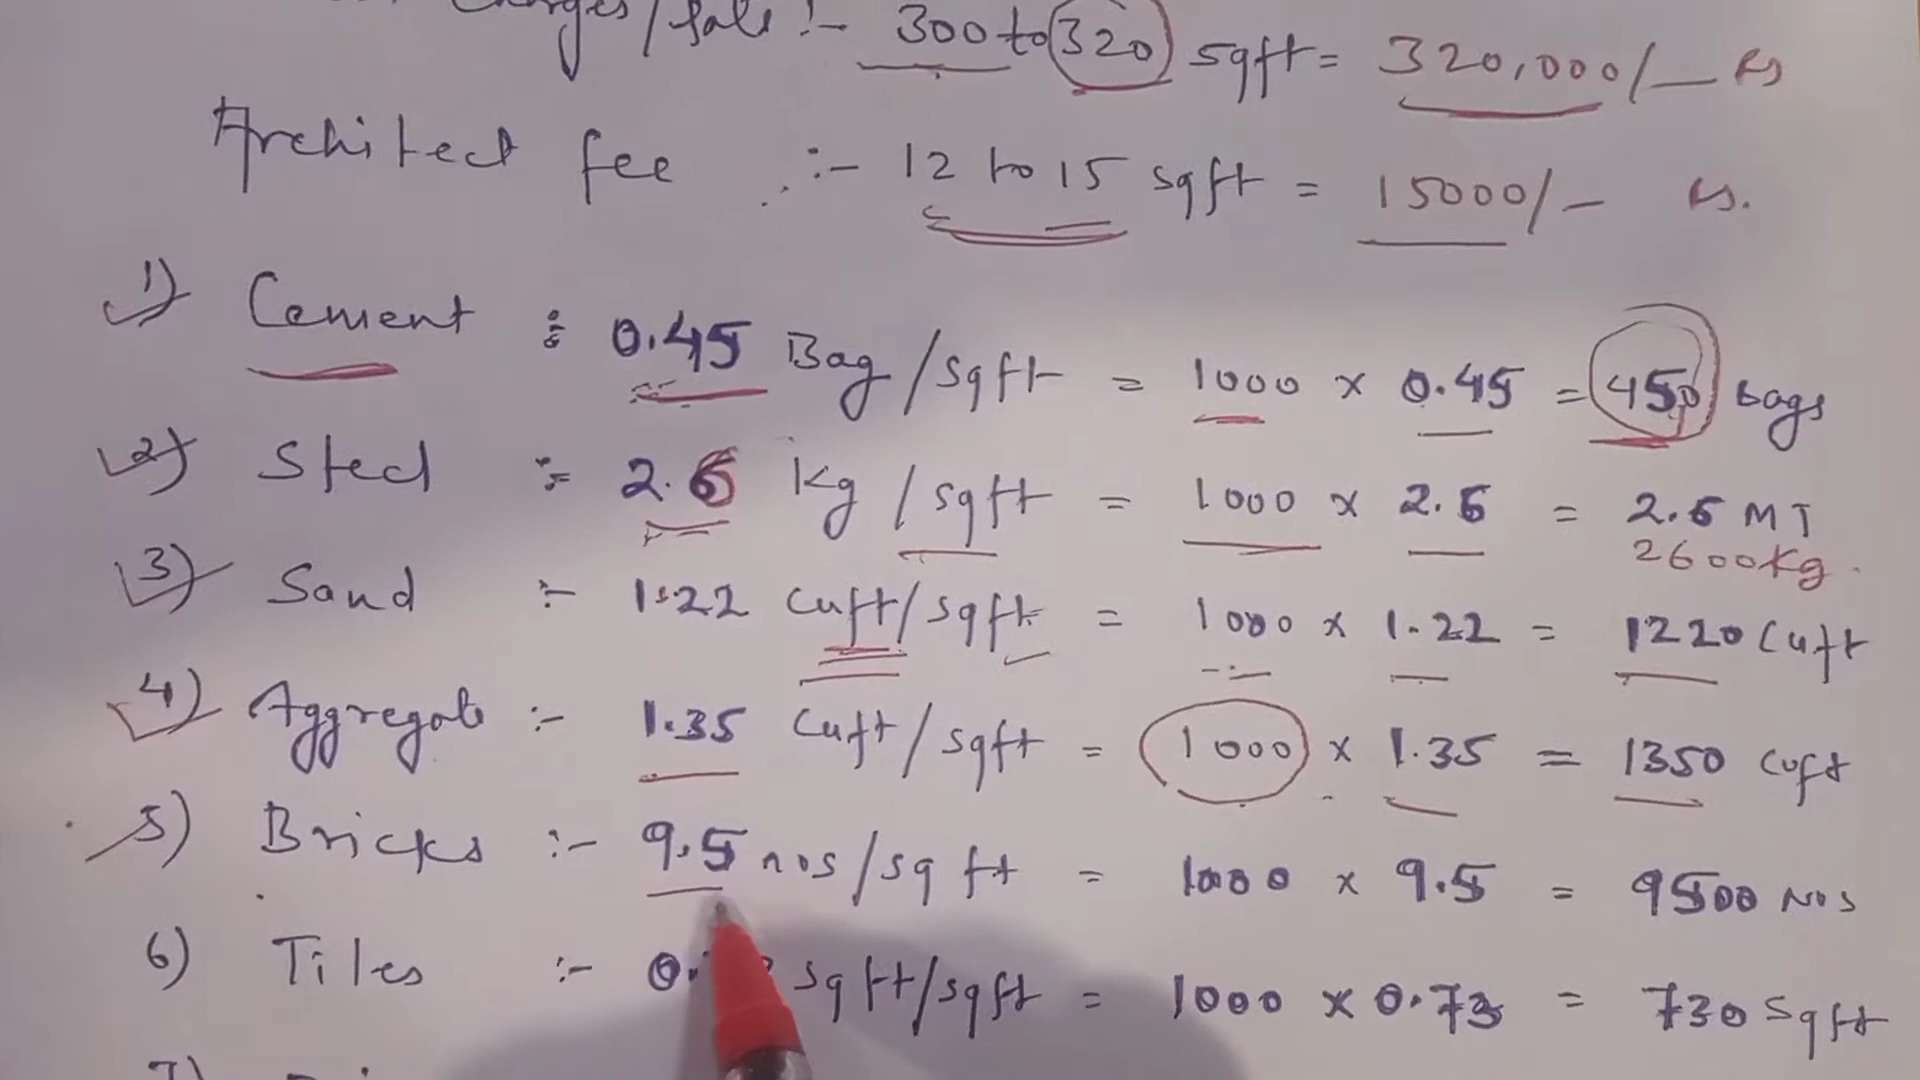 charges/ :- 300 to 320 sqft = 320,000/- Rs
Architect fee :- 12 to 15 sqft = 15000/- Rs.
1) Cement : 0.45 Bag/sqft = 1000 x 0.45 = 450 bags
2) Steel := 2.6 Kg/sqft = 1000 x 2.6 = 2.6 MT
2600Kg.
3) Sand :- 1.22 Cuft/sqft = 1000 x 1.22 = 1220 Cuft
4) Aggregate :- 1.35 Cuft/sqft = 1000 x 1.35 = 1350 Cuft
5) Bricks :- 9.5 nos/sqft = 1000 x 9.5 = 9500 Nos
6) Tiles :- 0. sqft/sqft = 1000 x 0.73 = 730 Sqft
7)